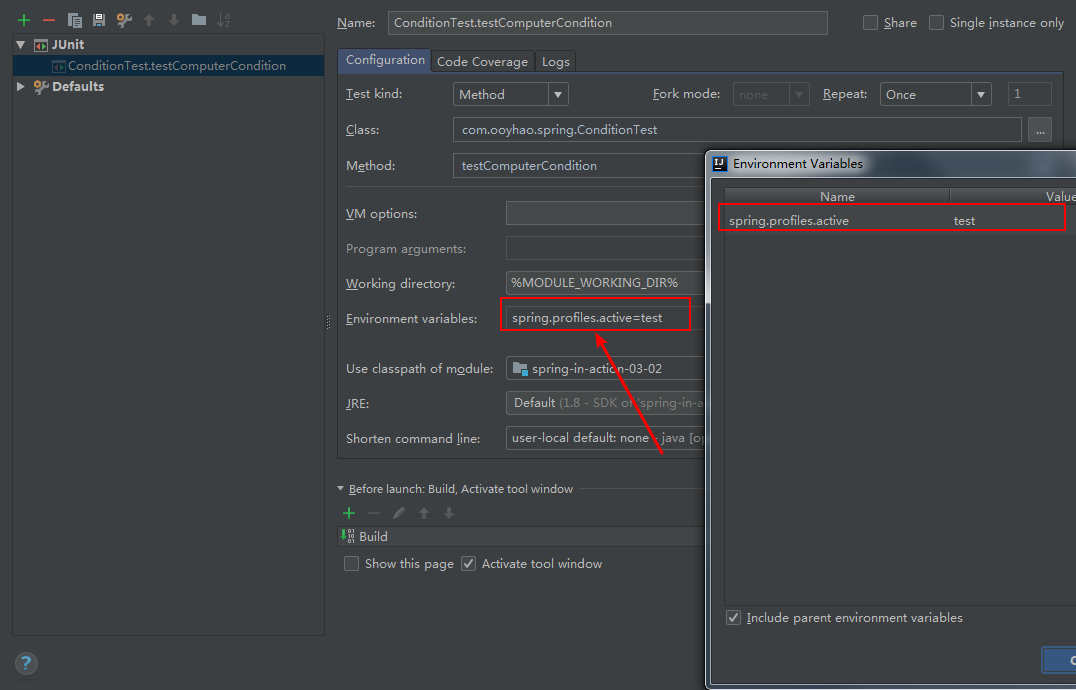 Name: ConditionTest.testComputerCondition Share Single instance only
JUnit
ConditionTest.testComputerCondition
Defaults
Configuration Code Coverage Logs
Test kind: Method Fork mode: none Repeat: Once 1
Class: com.ooyhao.spring.ConditionTest ...
Method: testComputerCondition
VM options:
Program arguments:
Working directory: %MODULE_WORKING_DIR%
Environment variables: spring.profiles.active=test
Use classpath of module: spring-in-action-03-02
JRE: Default (1.8 - SDK of 'spring-in-a
Shorten command line: user-local default: none - java [op
Before launch: Build, Activate tool window
Build
Show this page Activate tool window
?
IJ Environment Variables
Name Value
spring.profiles.active test
Include parent environment variables